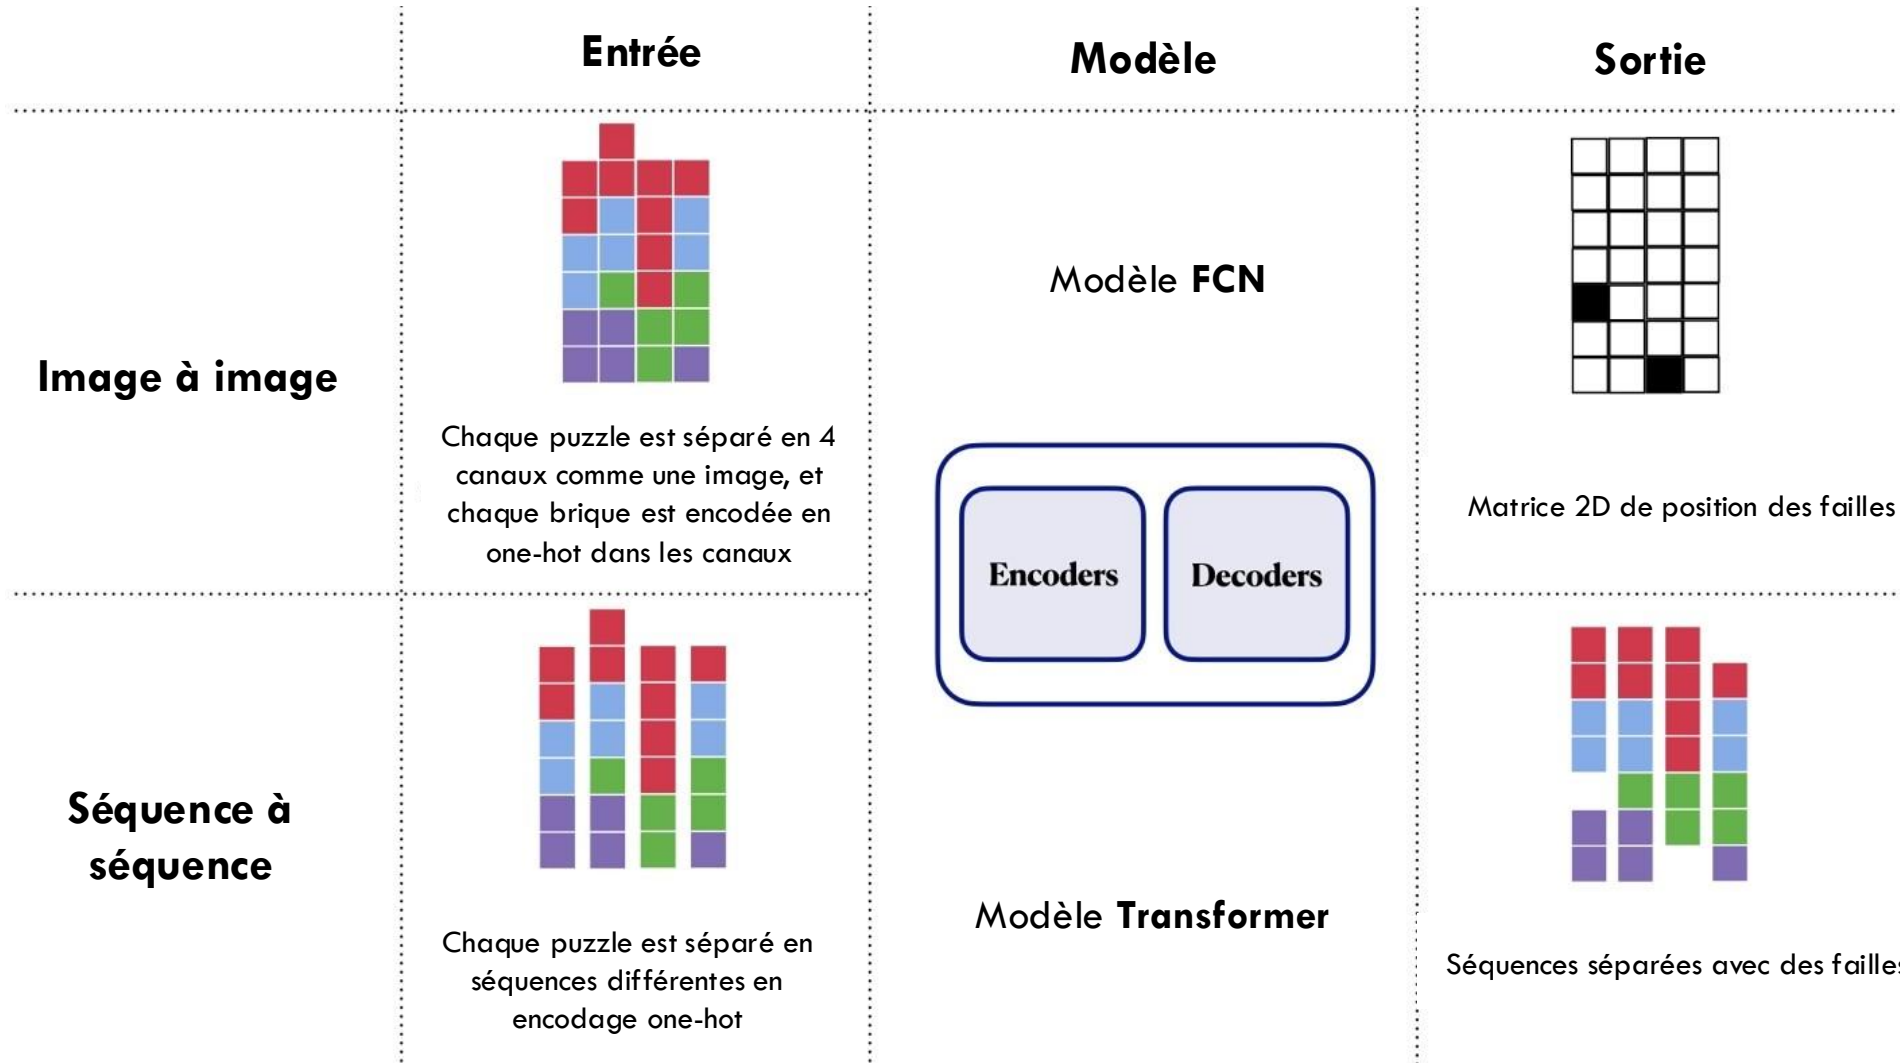 Entrée
Modèle
Sortie
Image à image
Chaque puzzle est séparé en 4
canaux comme une image, et
chaque brique est encodée en
one-hot dans les canaux
Modèle FCN
Encoders
Decoders
Matrice 2D de position des failles
Séquence à
séquence
Chaque puzzle est séparé en
séquences différentes en
encodage one-hot
Modèle Transformer
Séquences séparées avec des failles